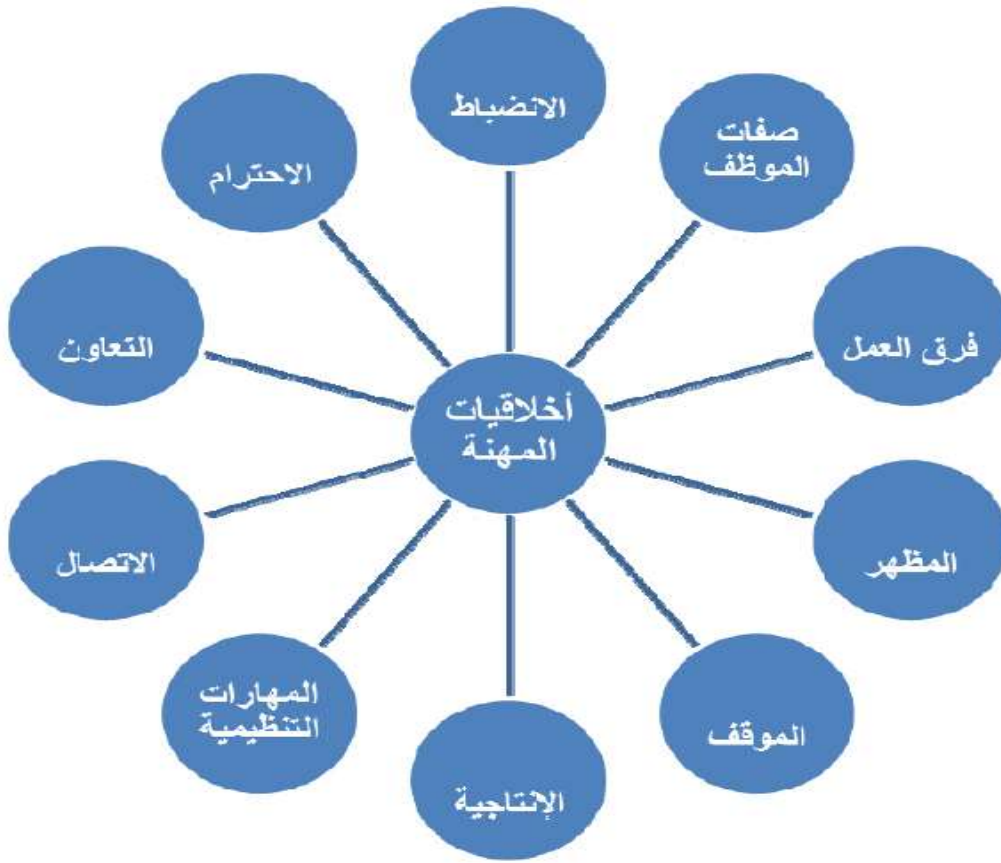 الانضباط
صفات
الموظف
فرق العمل
المظهر
الموقف
الإنتاجية
المهارات
التنظيمية
الاتصال
التعاون
الاحترام
أخلاقيات
المهنة